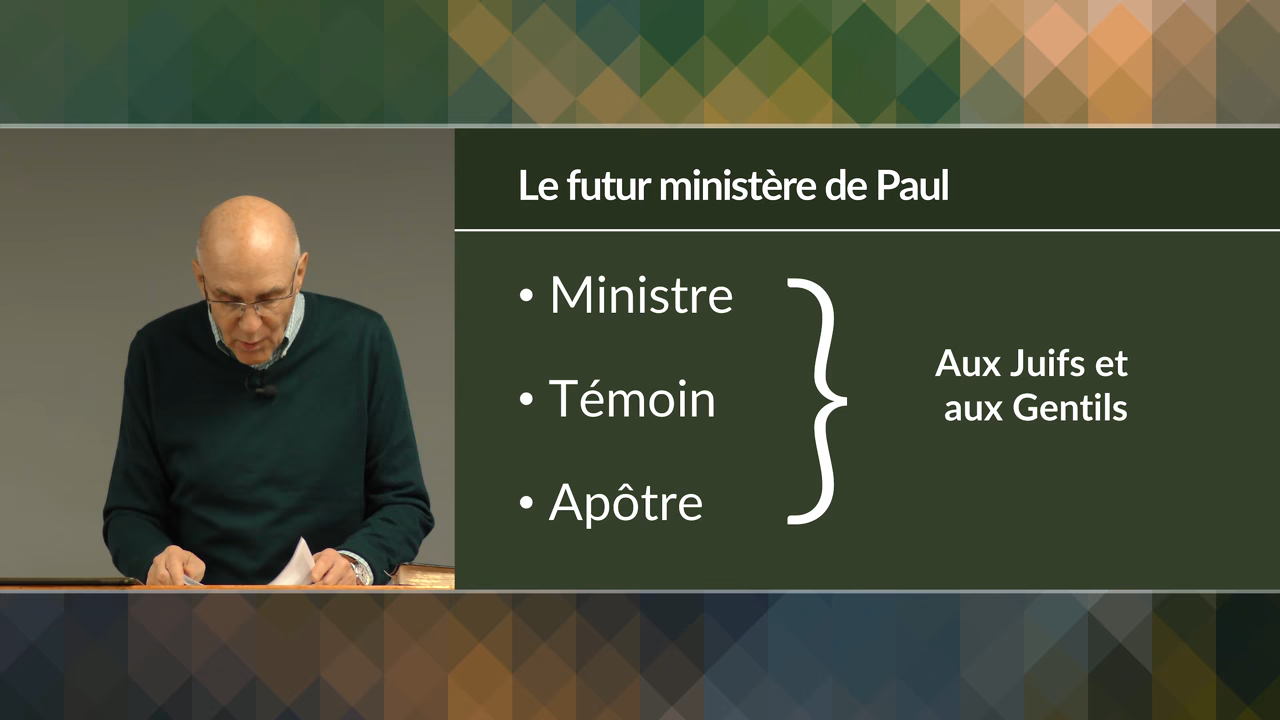 Le futur ministère de Paul
• Ministre
• Témoin
• Apôtre
Aux Juifs et
aux Gentils